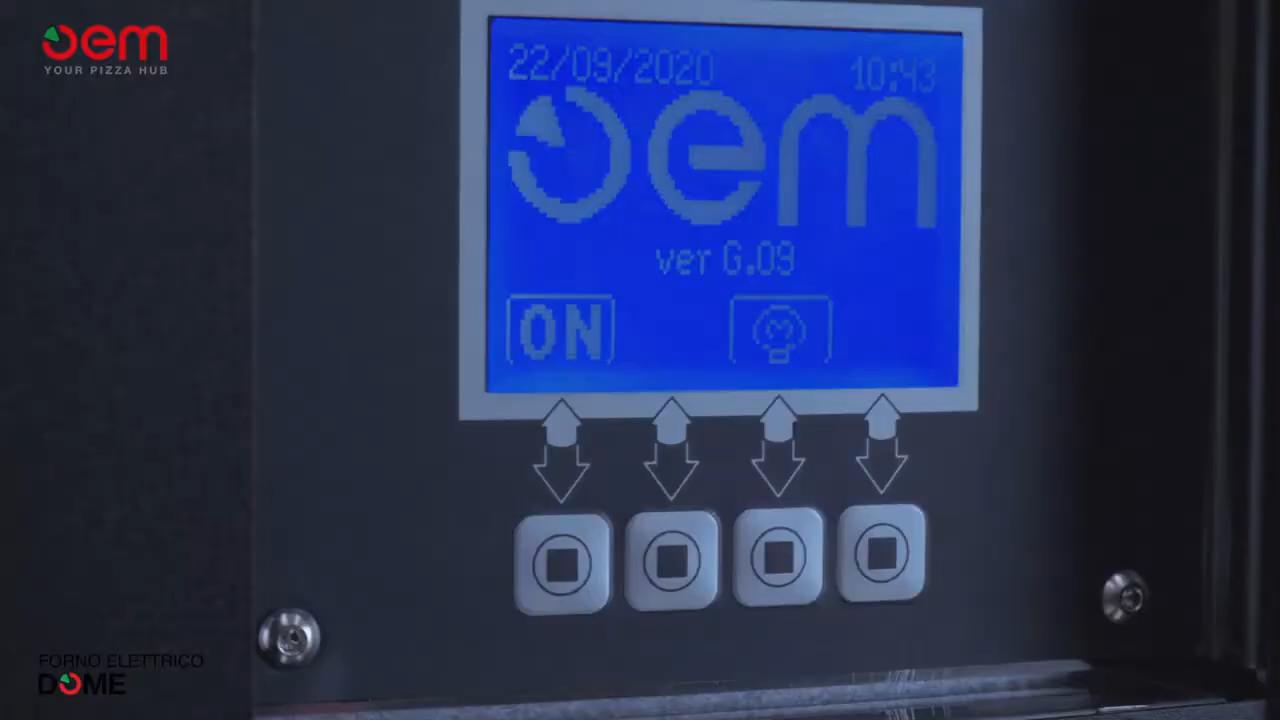 oem
YOUR PIZZA HUB
22/09/2020 10:43
oem
ver G.09
ON
FORNO ELETTRICO
DOME